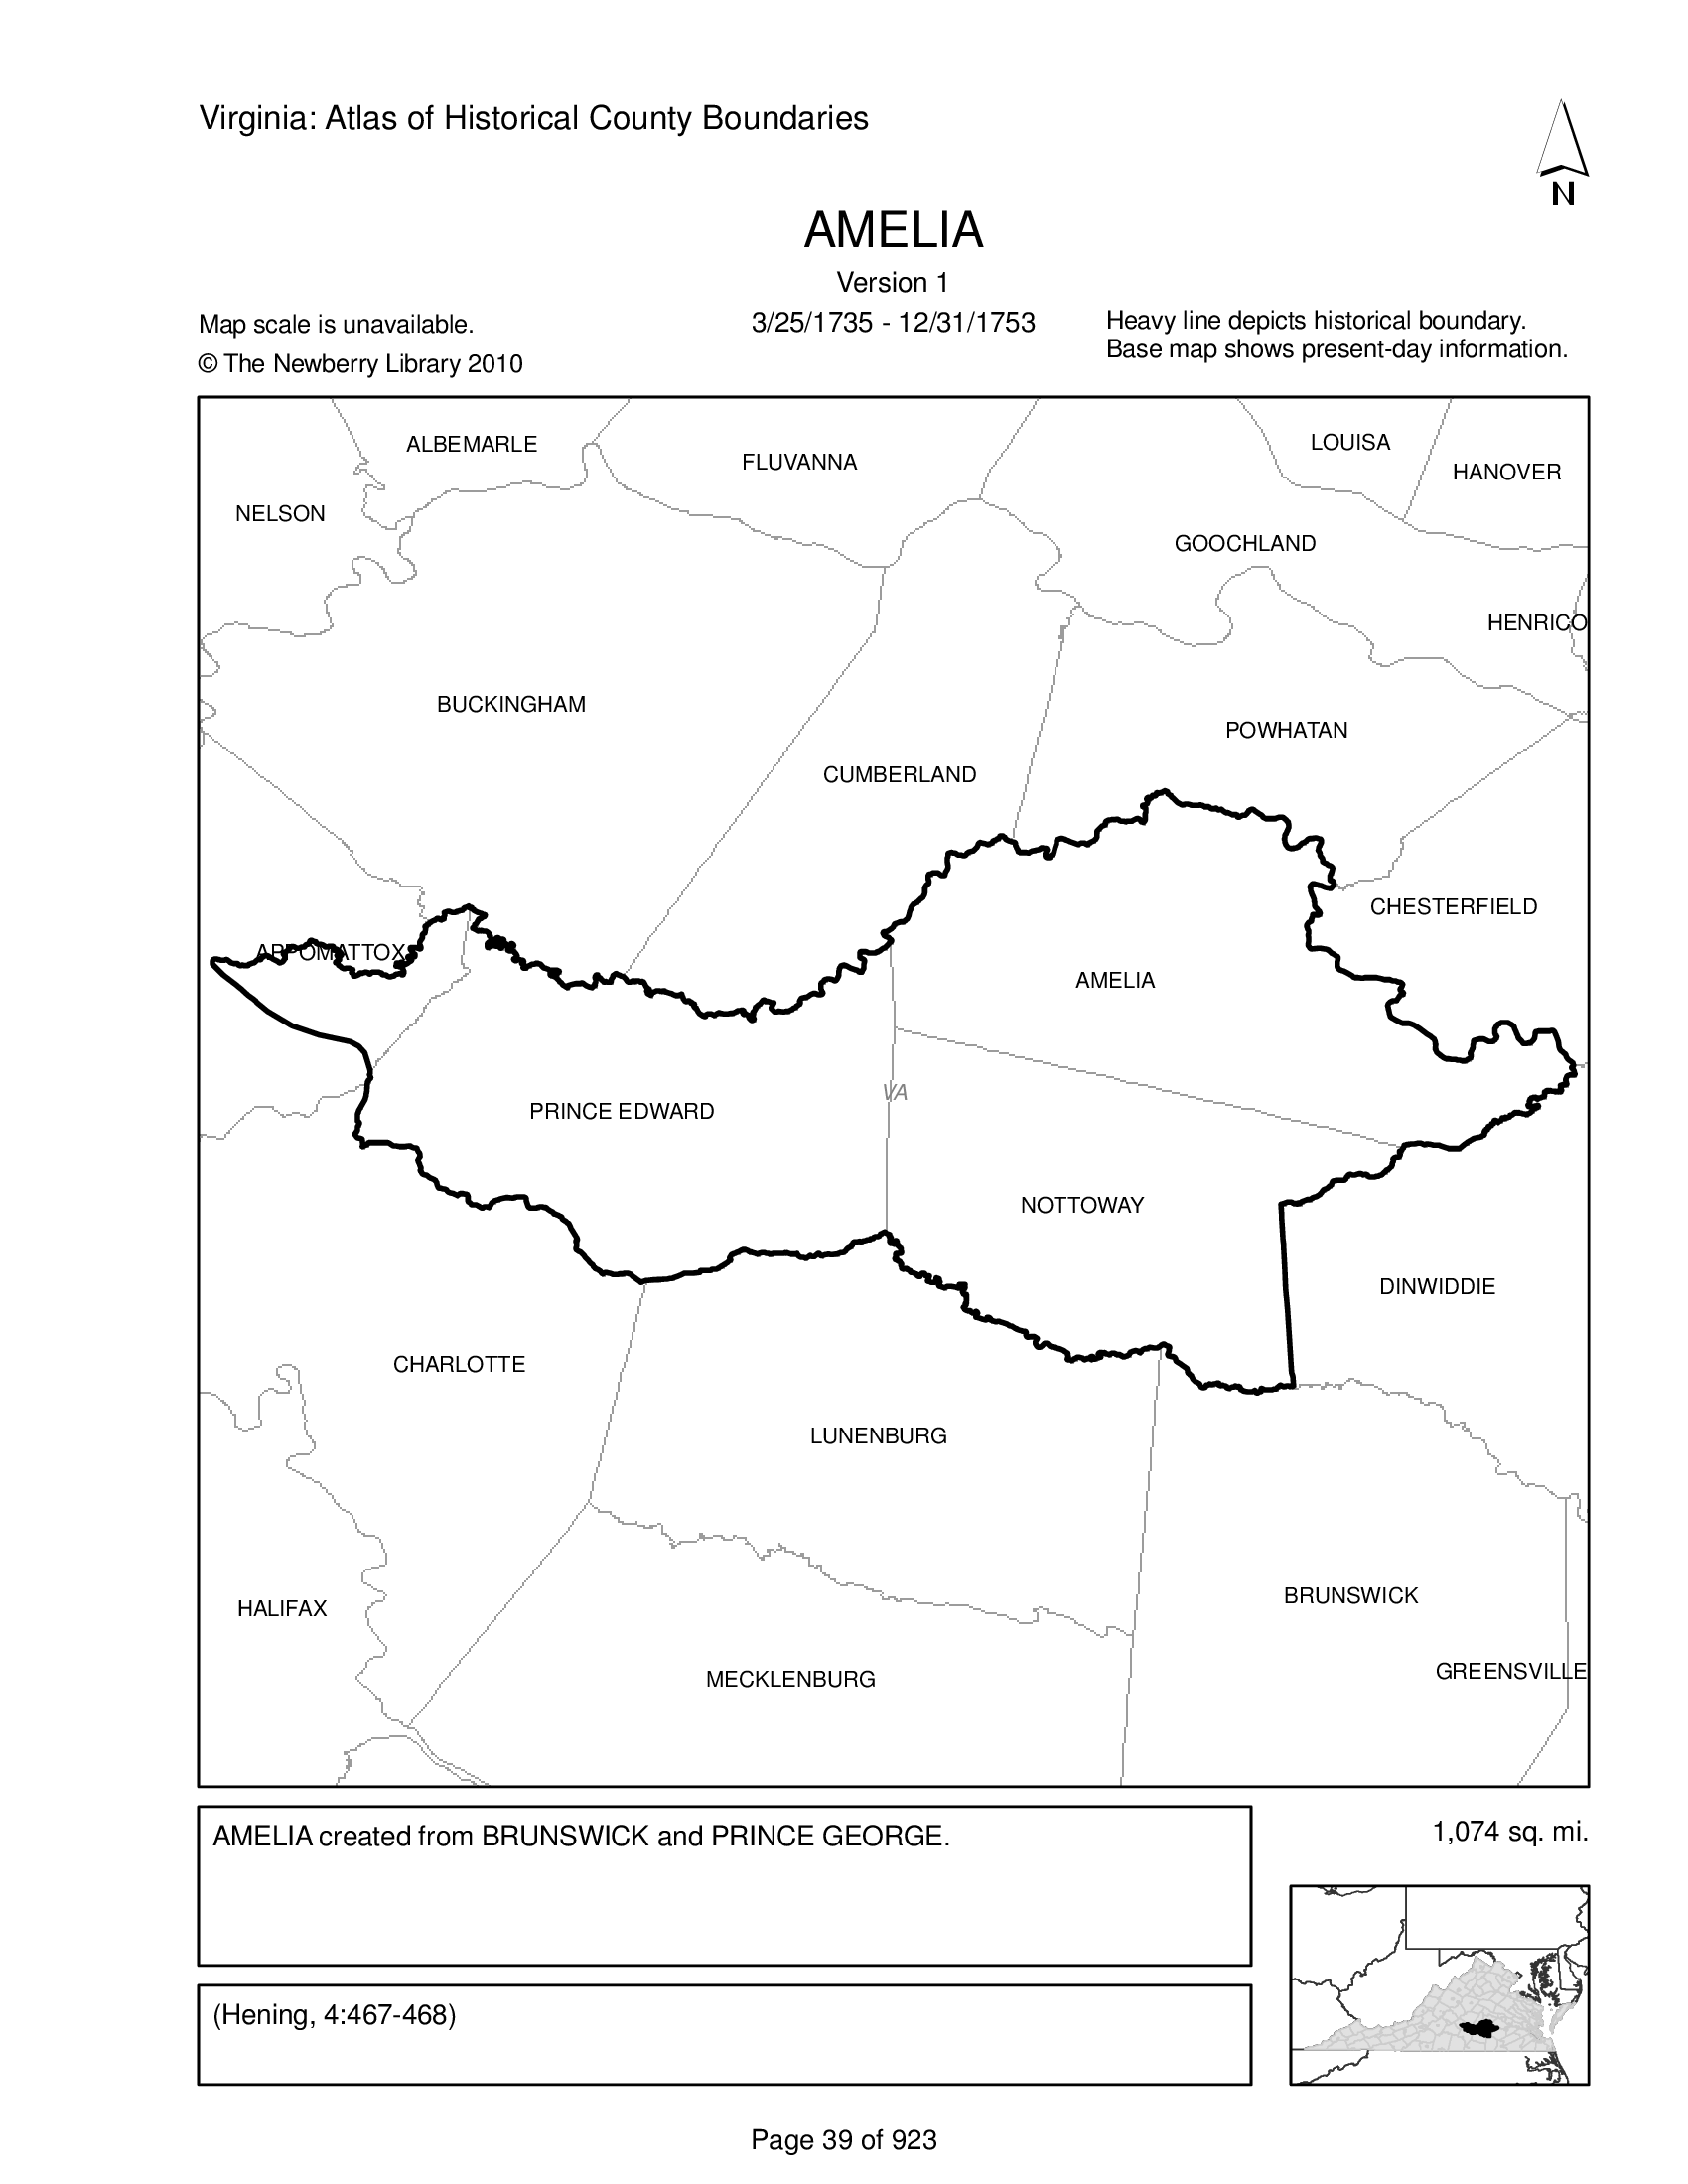 Virginia: Atlas of Historical County Boundaries
N
AMELIA
Version 1
3/25/1735 - 12/31/1753
Map scale is unavailable.
© The Newberry Library 2010
Heavy line depicts historical boundary.
Base map shows present-day information.
ALBEMARLE
FLUVANNA
LOUISA
HANOVER
NELSON
GOOCHLAND
HENRICO
BUCKINGHAM
POWHATAN
CUMBERLAND
CHESTERFIELD
APPOMATTOX
AMELIA
VA
PRINCE EDWARD
NOTTOWAY
DINWIDDIE
CHARLOTTE
LUNENBURG
BRUNSWICK
HALIFAX
GREENSVILLE
MECKLENBURG
AMELIA created from BRUNSWICK and PRINCE GEORGE.
1,074 sq. mi.
(Hening, 4:467-468)
Page 39 of 923